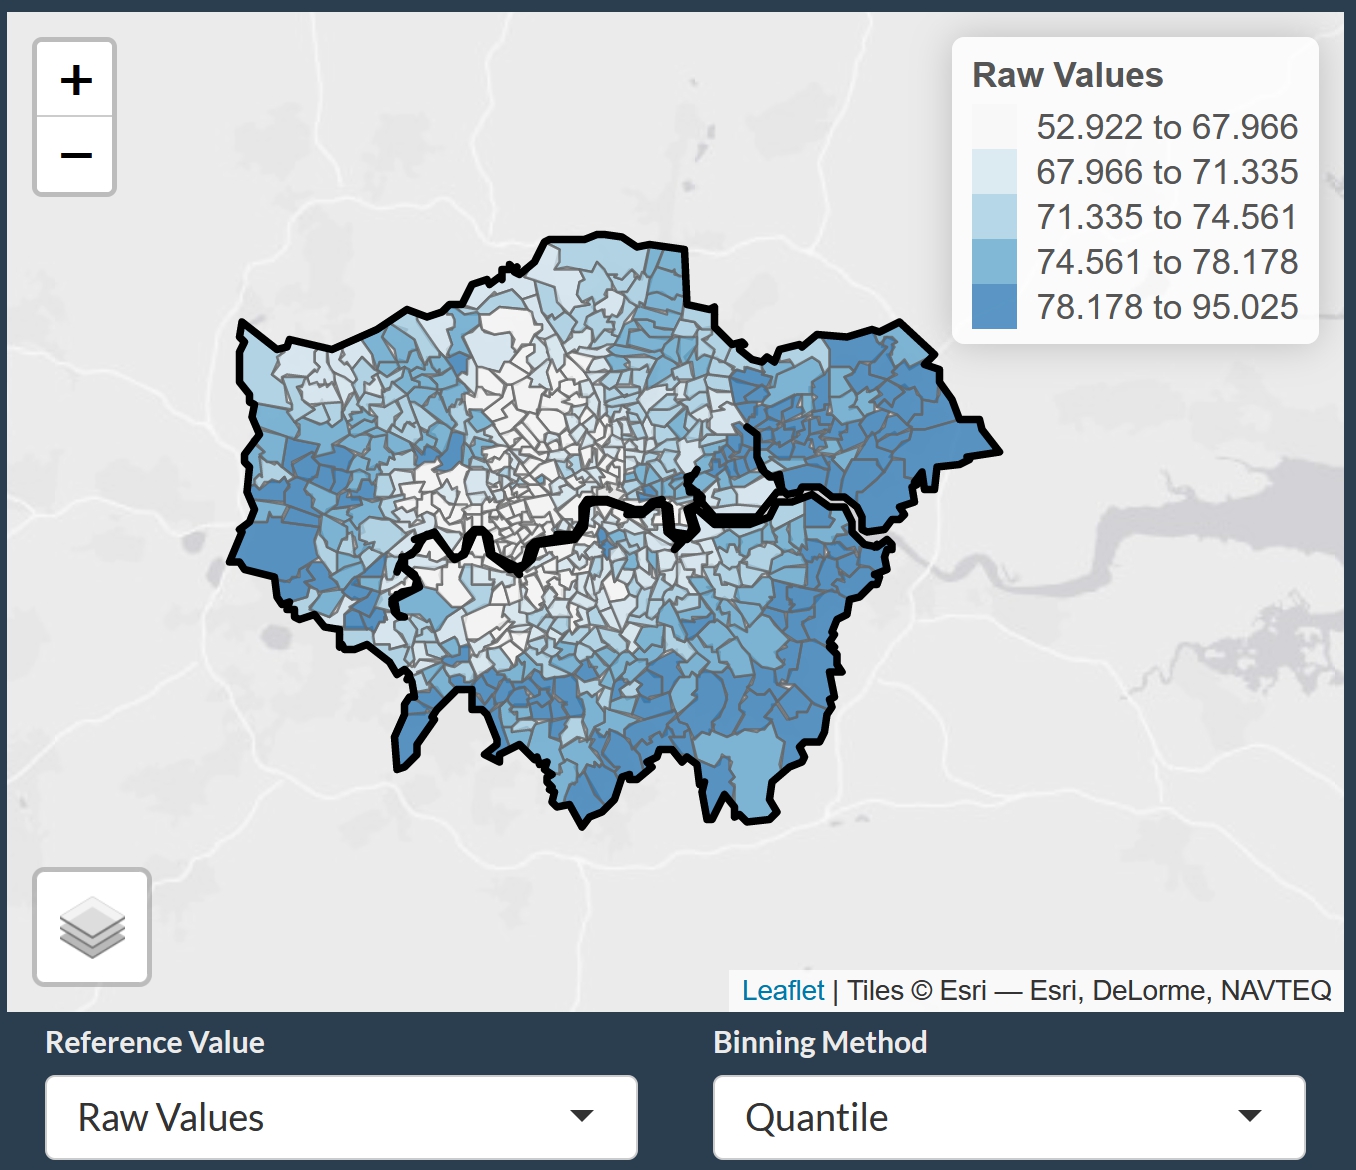 +
−
Raw Values
52.922 to 67.966
67.966 to 71.335
71.335 to 74.561
74.561 to 78.178
78.178 to 95.025
Leaflet | Tiles © Esri — Esri, DeLorme, NAVTEQ
Reference Value
Binning Method
Raw Values
Quantile